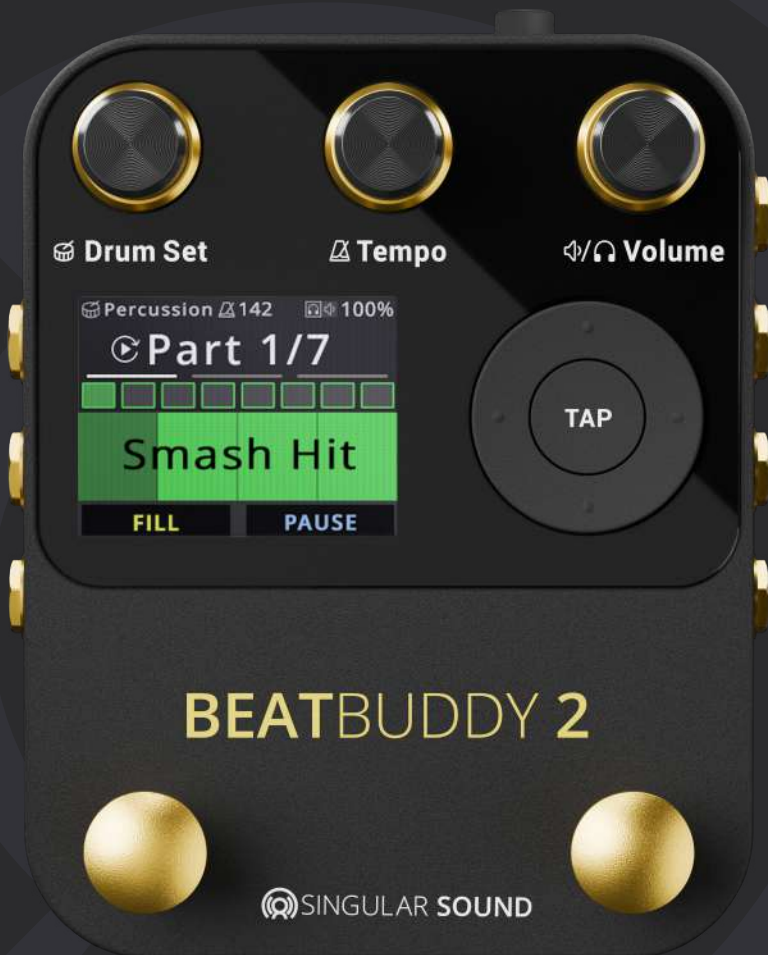 Drum Set
Tempo
Volume
Percussion 142 100%
Part 1/7
Smash Hit
FILL PAUSE
TAP
BEATBUDDY 2
SINGULAR SOUND